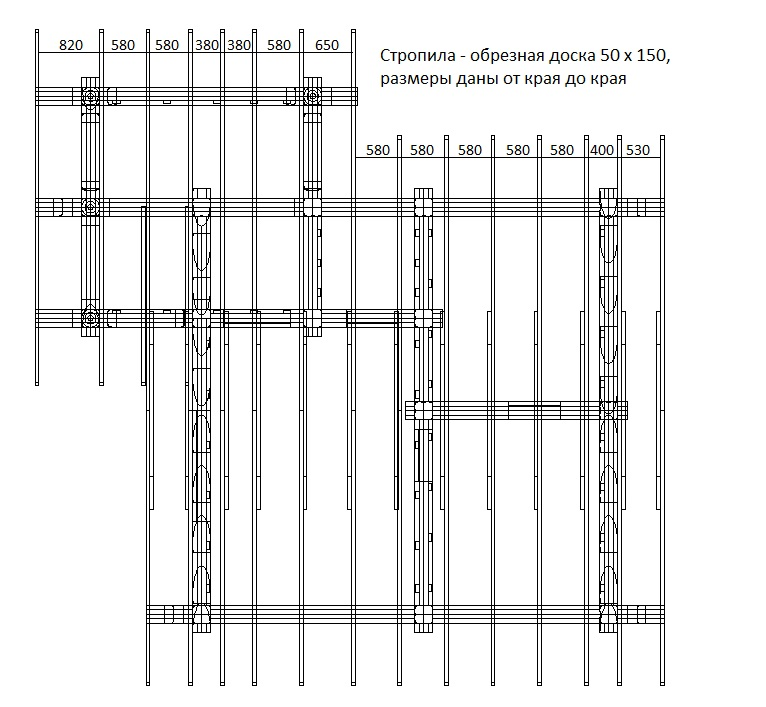 820 580 580 380 380 580 650
Стропила - обрезная доска 50 х 150,
размеры даны от края до края
580 580 580 580 580 400 530